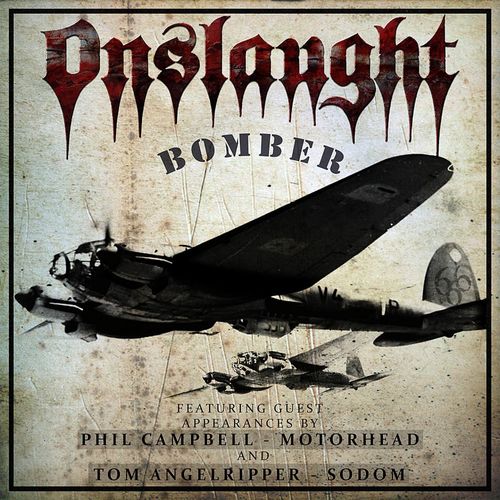 Onslaught
BOMBER
FEATURING GUEST
APPEARANCES BY
PHIL CAMPBELL - MOTORHEAD
AND
TOM ANGELRIPPER - SODOM